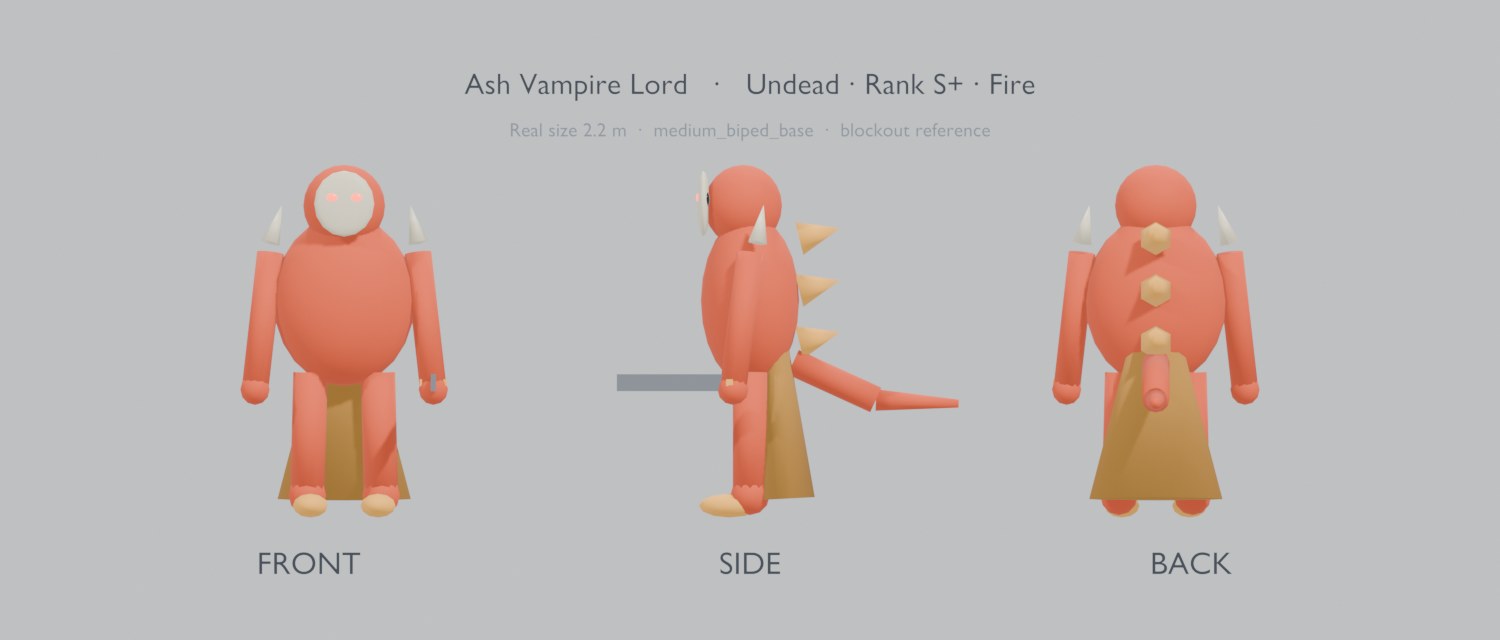 Ash Vampire Lord · Undead · Rank S+ · Fire
Real size 2.2 m · medium_biped_base · blockout reference
FRONT SIDE BACK